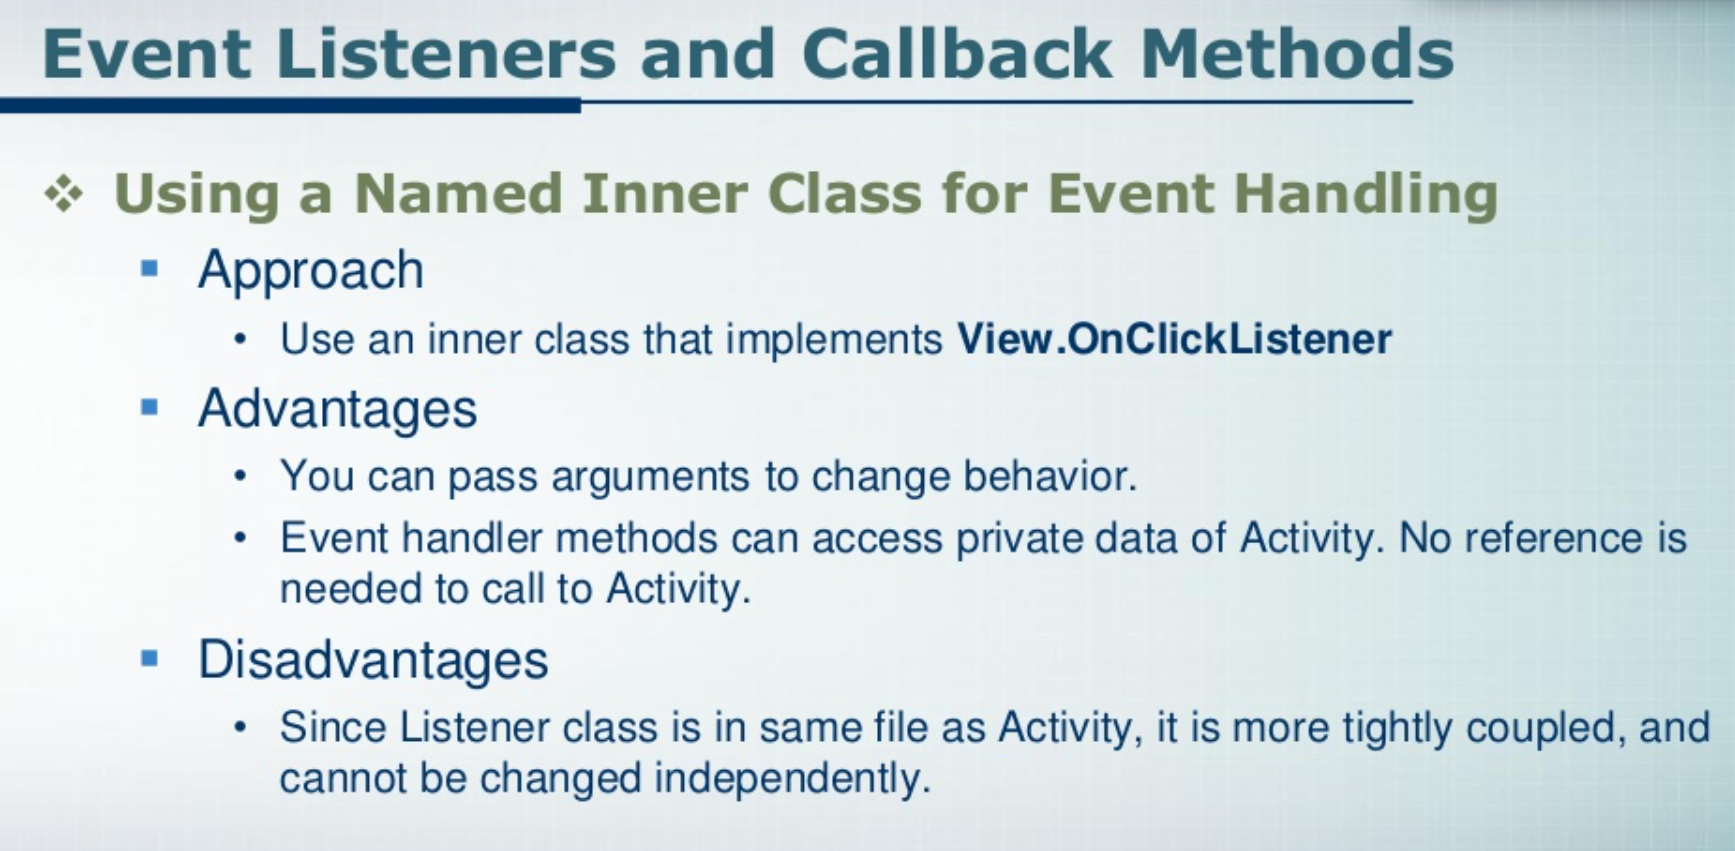 Event Listeners and Callback Methods
❖ Using a Named Inner Class for Event Handling
▪ Approach
• Use an inner class that implements View.OnClickListener
▪ Advantages
• You can pass arguments to change behavior.
• Event handler methods can access private data of Activity. No reference is
needed to call to Activity.
▪ Disadvantages
• Since Listener class is in same file as Activity, it is more tightly coupled, and
cannot be changed independently.